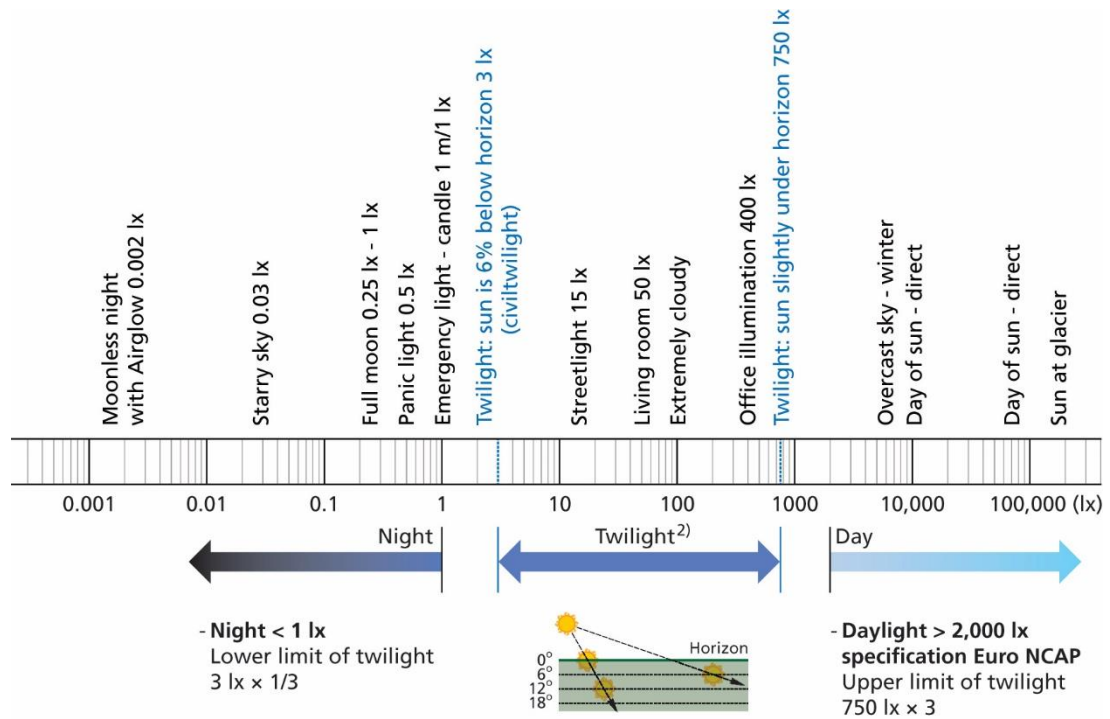 Moonless night
with Airglow 0.002 lx
Starry sky 0.03 lx
Full moon 0.25 lx - 1 lx
Panic light 0.5 lx
Emergency light - candle 1 m/1 lx
Twilight: sun is 6% below horizon 3 lx
(civiltwilight)
Streetlight 15 lx
Living room 50 lx
Extremely cloudy
Office illumination 400 lx
Twilight: sun slightly under horizon 750 lx
Overcast sky - winter
Day of sun - direct
Day of sun - direct
Sun at glacier
0.001 0.01 0.1 1 10 100 1000 10,000 100,000 (lx)
Night Twilight2) Day
- Night < 1 lx
Lower limit of twilight
3 lx × 1/3
Horizon
0°
6°
12°
18°
- Daylight > 2,000 lx
specification Euro NCAP
Upper limit of twilight
750 lx × 3